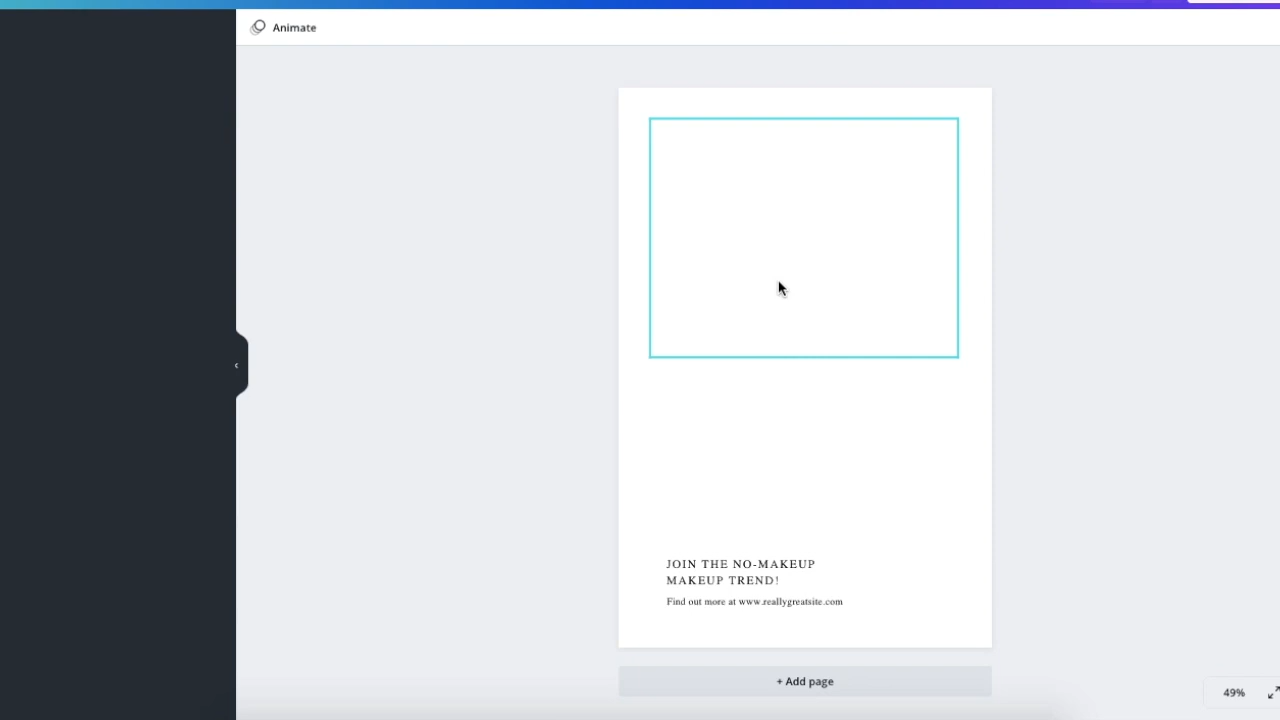 Animate
JOIN THE NO-MAKEUP
MAKEUP TREND!
Find out more at www.reallygreatsite.com
+ Add page
49%